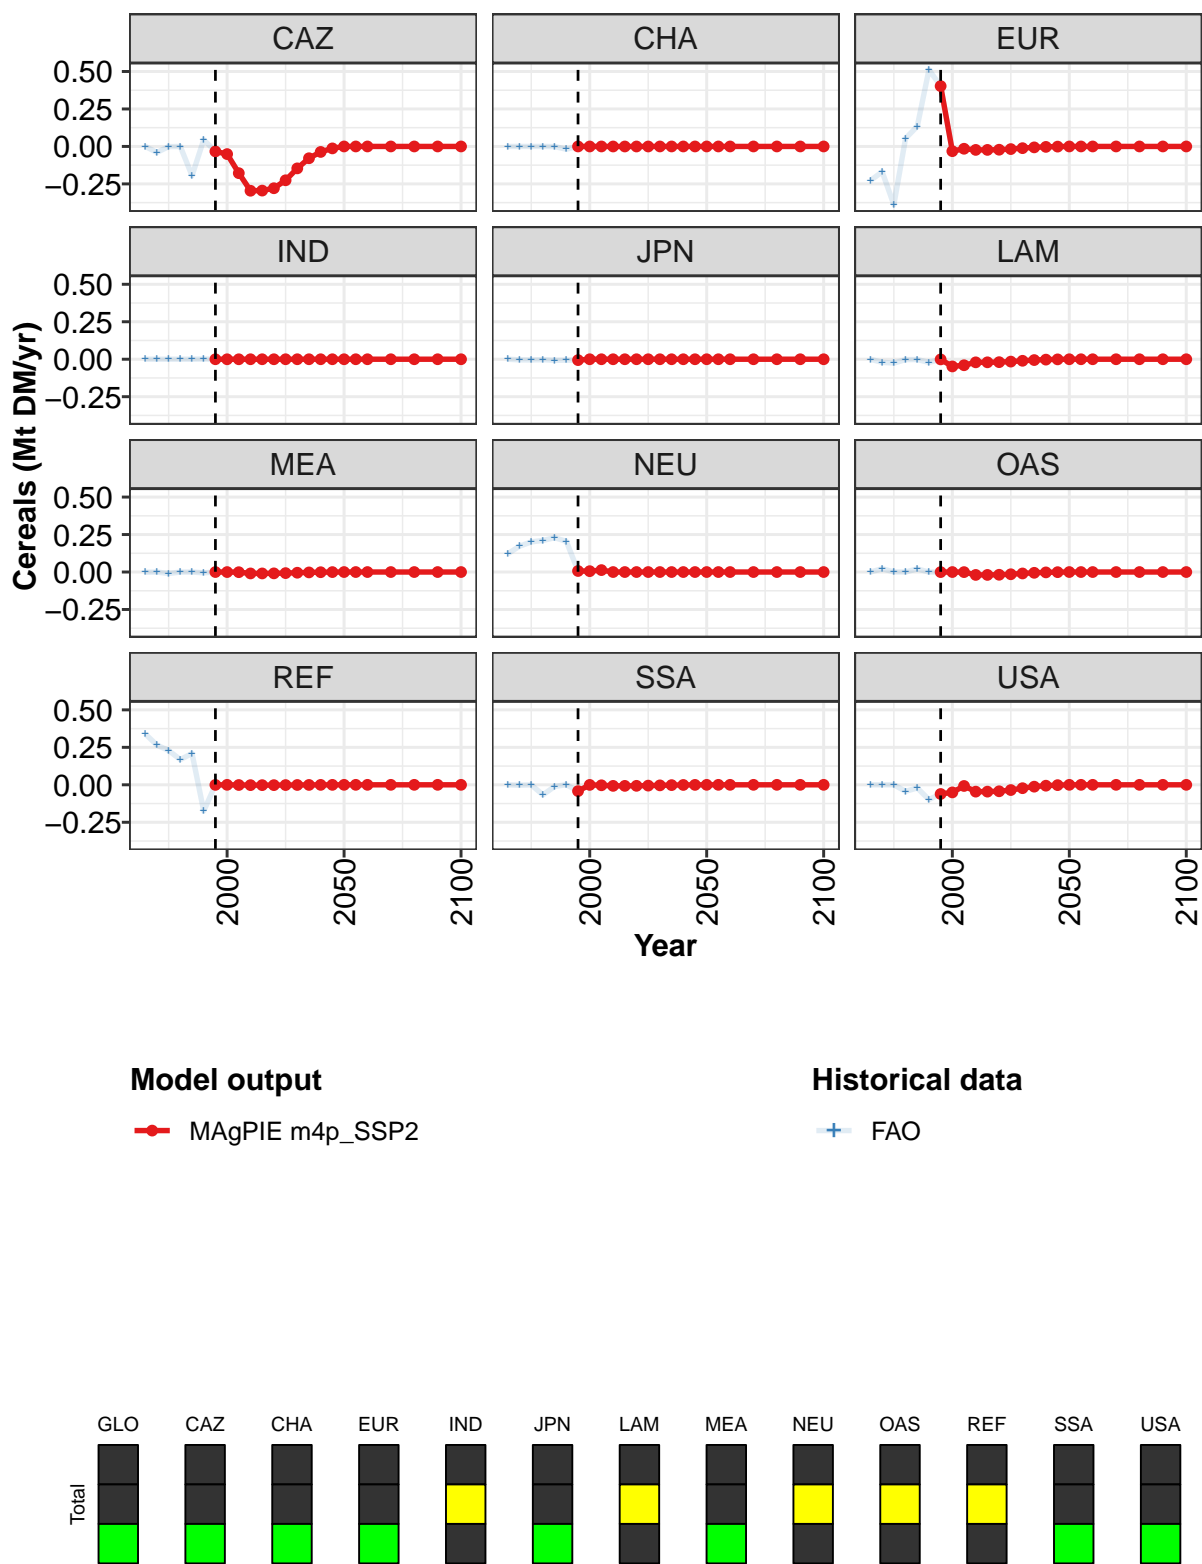 CAZ CHA EUR
0.50
0.25
0.00
−0.25
IND JPN LAM
0.50
0.25
0.00
−0.25
MEA NEU OAS
0.50
0.25
0.00
−0.25
REF SSA USA
0.50
0.25
0.00
−0.25
Cereals (Mt DM/yr)
2000 2050 2100 2000 2050 2100 2000 2050 2100
Year
Model output Historical data
MAgPIE m4p_SSP2 FAO
GLO CAZ CHA EUR IND JPN LAM MEA NEU OAS REF SSA USA
Total